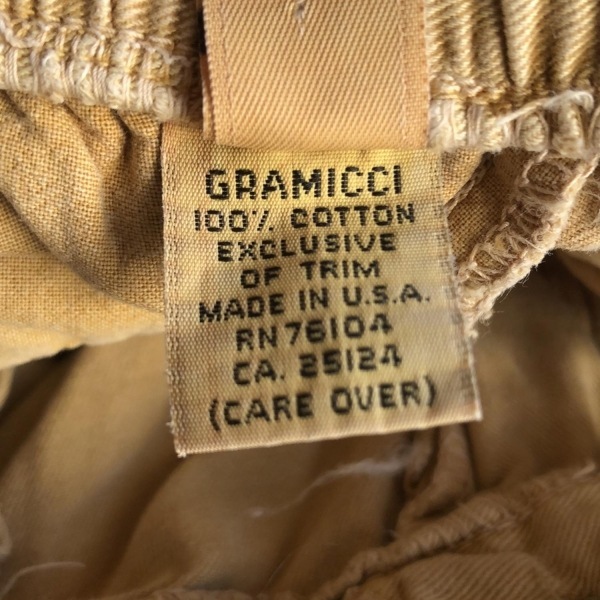 GRAMICCI
100% COTTON
EXCLUSIVE
OF TRIM
MADE IN U.S.A.
RN76104
CA. 25124
(CARE OVER)